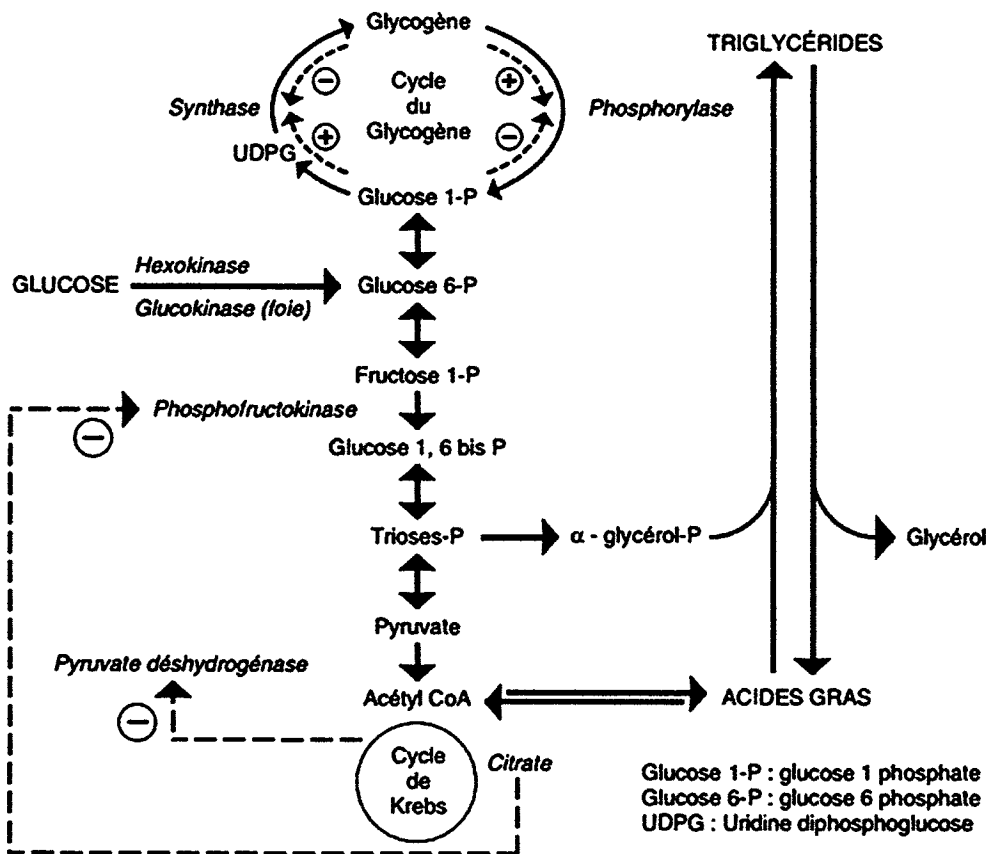 Glycogène
TRIGLYCÉRIDES
−
Cycle
+
Synthase
du
Phosphorylase
+
Glycogène
−
UDPG
Glucose 1-P
Hexokinase
GLUCOSE
Glucose 6-P
Glucokinase (foie)
Fructose 1-P
Phosphofructokinase
−
Glucose 1, 6 bis P
Trioses-P
α - glycérol-P
Glycérol
Pyruvate
Pyruvate déshydrogénase
Acétyl CoA
ACIDES GRAS
−
Cycle
de
Krebs
Citrate
Glucose 1-P : glucose 1 phosphate
Glucose 6-P : glucose 6 phosphate
UDPG : Uridine diphosphoglucose